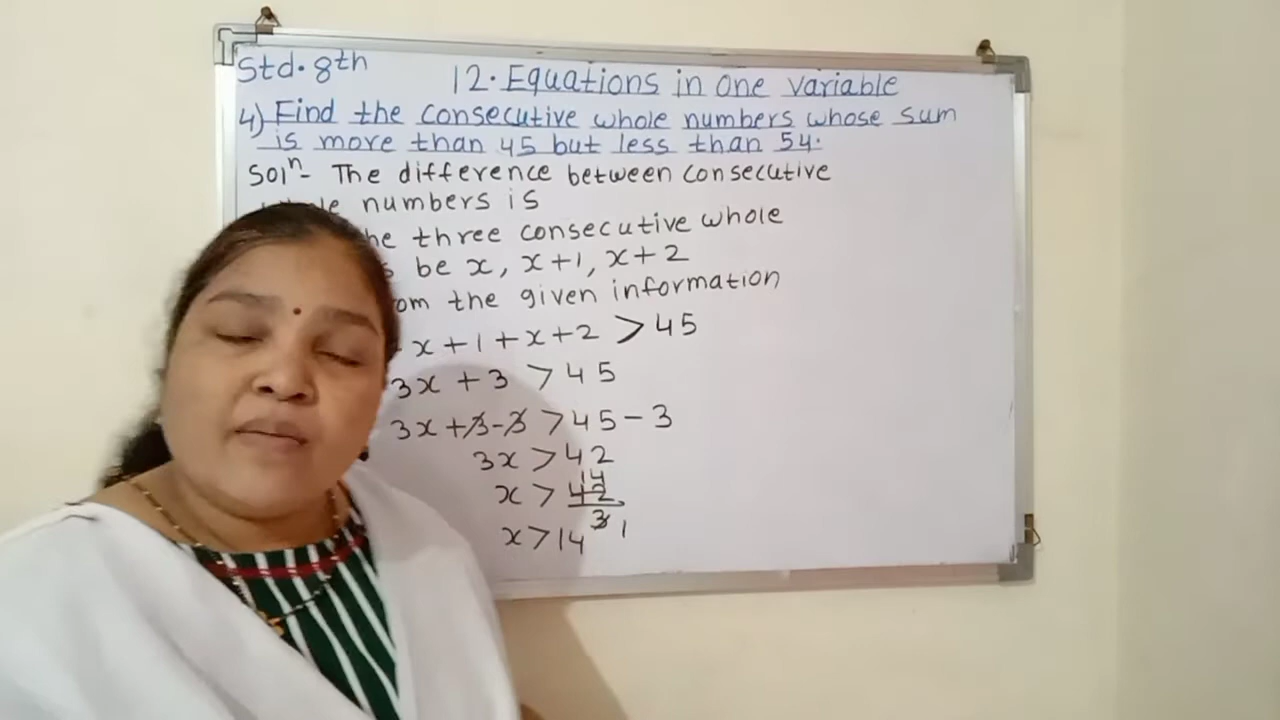 Std. 8th
12. Equations in one variable
4) Find the consecutive whole numbers whose sum
is more than 45 but less than 54.
Solⁿ- The difference between consecutive
numbers is
the three consecutive whole
be x, x+1, x+2
the given information
x+1+x+2 > 45
3x+3 > 45
3x+3-3 > 45-3
3x > 42
14
x > 42
3 1
x > 14